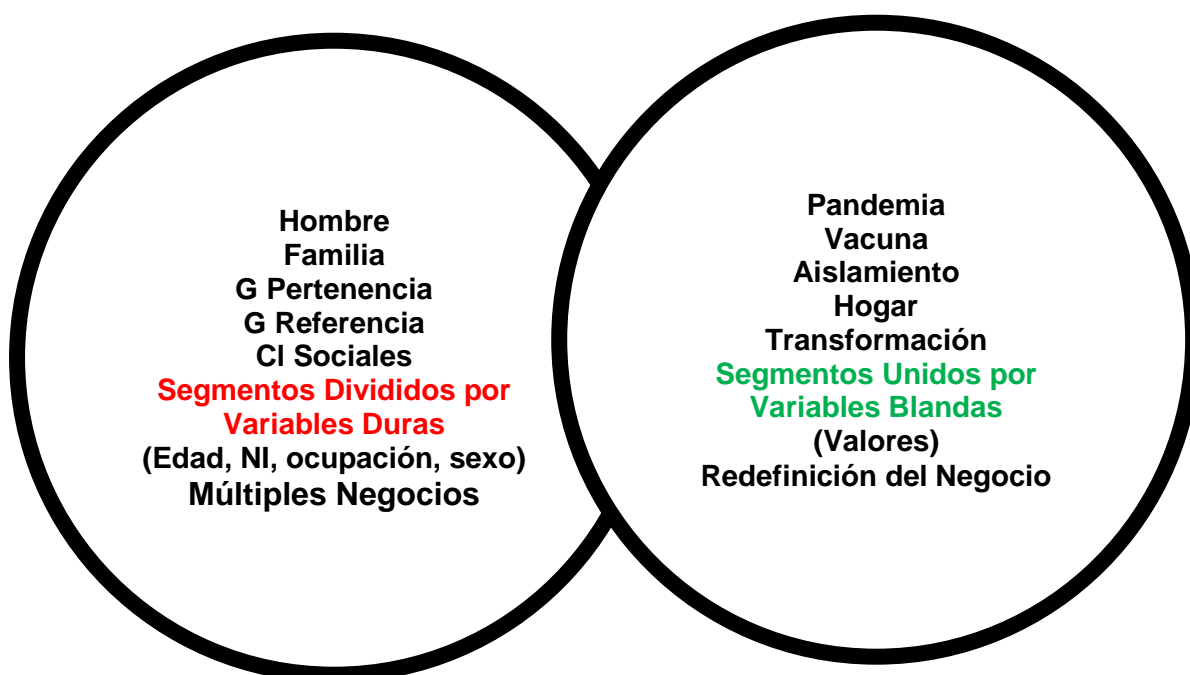 Hombre
Familia
G Pertenencia
G Referencia
Cl Sociales
Segmentos Divididos por
Variables Duras
(Edad, NI, ocupación, sexo)
Múltiples Negocios
Pandemia
Vacuna
Aislamiento
Hogar
Transformación
Segmentos Unidos por
Variables Blandas
(Valores)
Redefinición del Negocio